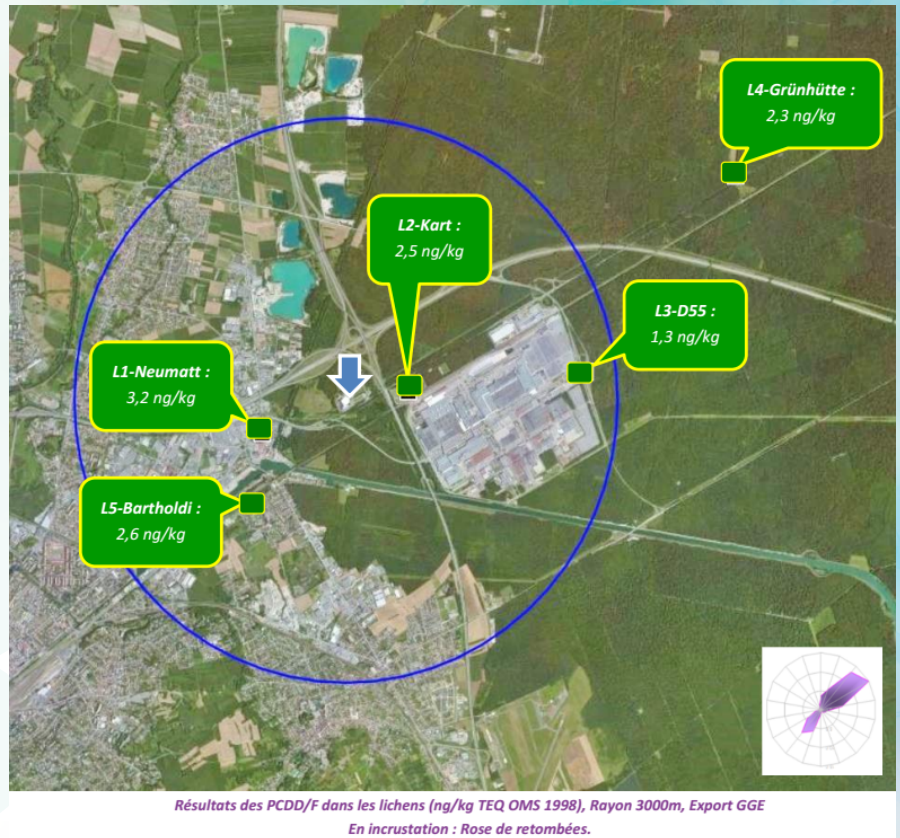 L4-Grünhütte :
2,3 ng/kg
L2-Kart :
2,5 ng/kg
L3-D55 :
1,3 ng/kg
L1-Neumatt :
3,2 ng/kg
L5-Bartholdi :
2,6 ng/kg
Résultats des PCDD/F dans les lichens (ng/kg TEQ OMS 1998), Rayon 3000m, Export GGE
En incrustation : Rose de retombées.